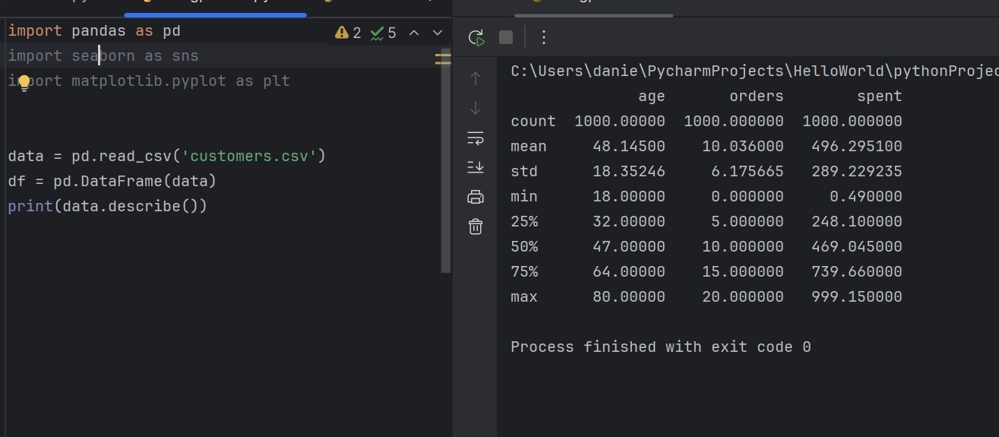 import pandas as pd
2 5
import seaborn as sns
import matplotlib.pyplot as plt
data = pd.read_csv('customers.csv')
df = pd.DataFrame(data)
print(data.describe())
C:\Users\danie\PycharmProjects\HelloWorld\pythonProjec
age orders spent
count 1000.00000 1000.000000 1000.000000
mean 48.14500 10.036000 496.295100
std 18.35246 6.175665 289.229235
min 18.00000 0.000000 0.490000
25% 32.00000 5.000000 248.100000
50% 47.00000 10.000000 469.045000
75% 64.00000 15.000000 739.660000
max 80.00000 20.000000 999.150000
Process finished with exit code 0